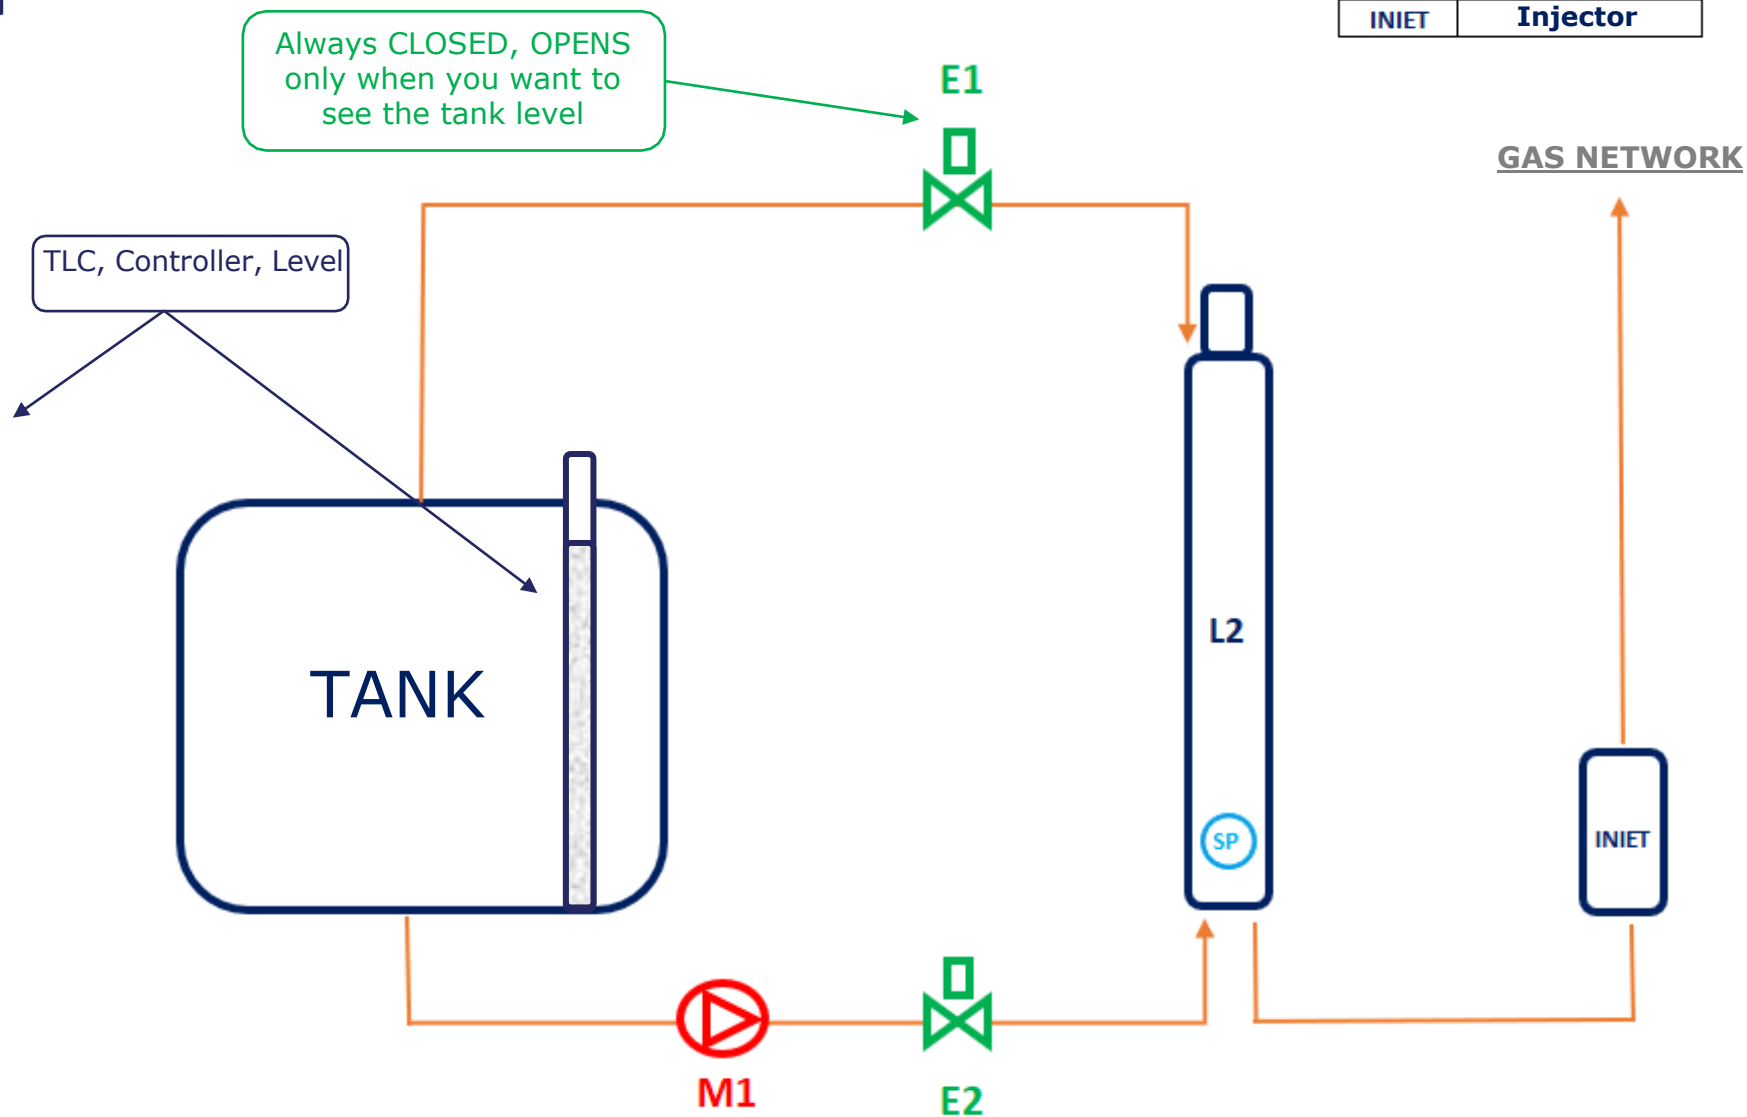 INIET Injector
Always CLOSED, OPENS
only when you want to
see the tank level
E1
GAS NETWORK
TLC, Controller, Level
L2
TANK
SP
INIET
M1
E2